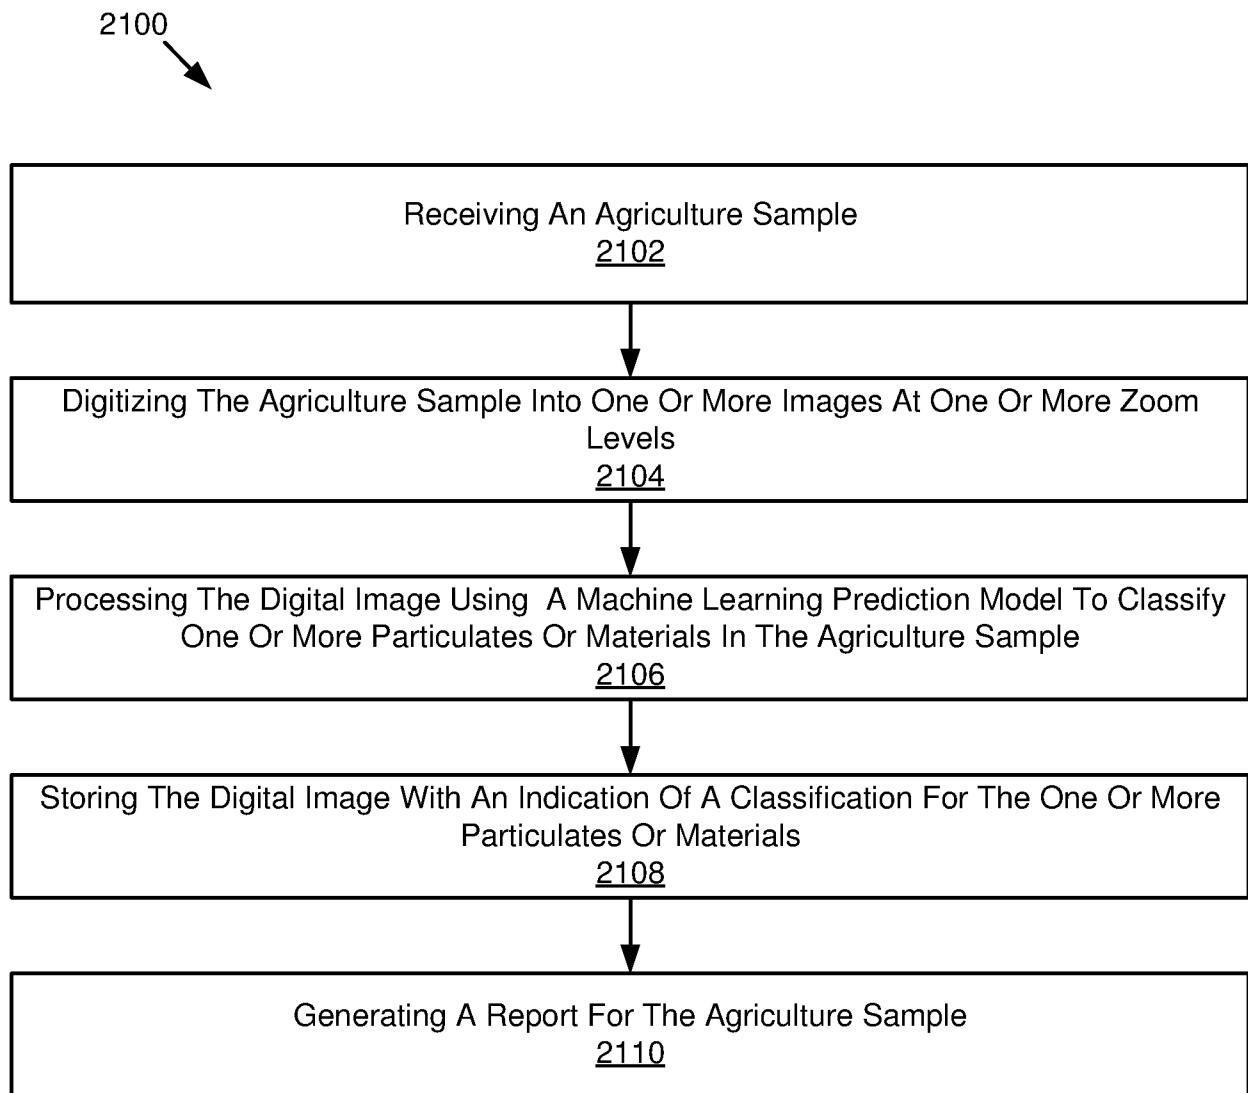 2100
Receiving An Agriculture Sample
2102
Digitizing The Agriculture Sample Into One Or More Images At One Or More Zoom
Levels
2104
Processing The Digital Image Using  A Machine Learning Prediction Model To Classify
One Or More Particulates Or Materials In The Agriculture Sample
2106
Storing The Digital Image With An Indication Of A Classification For The One Or More
Particulates Or Materials
2108
Generating A Report For The Agriculture Sample
2110